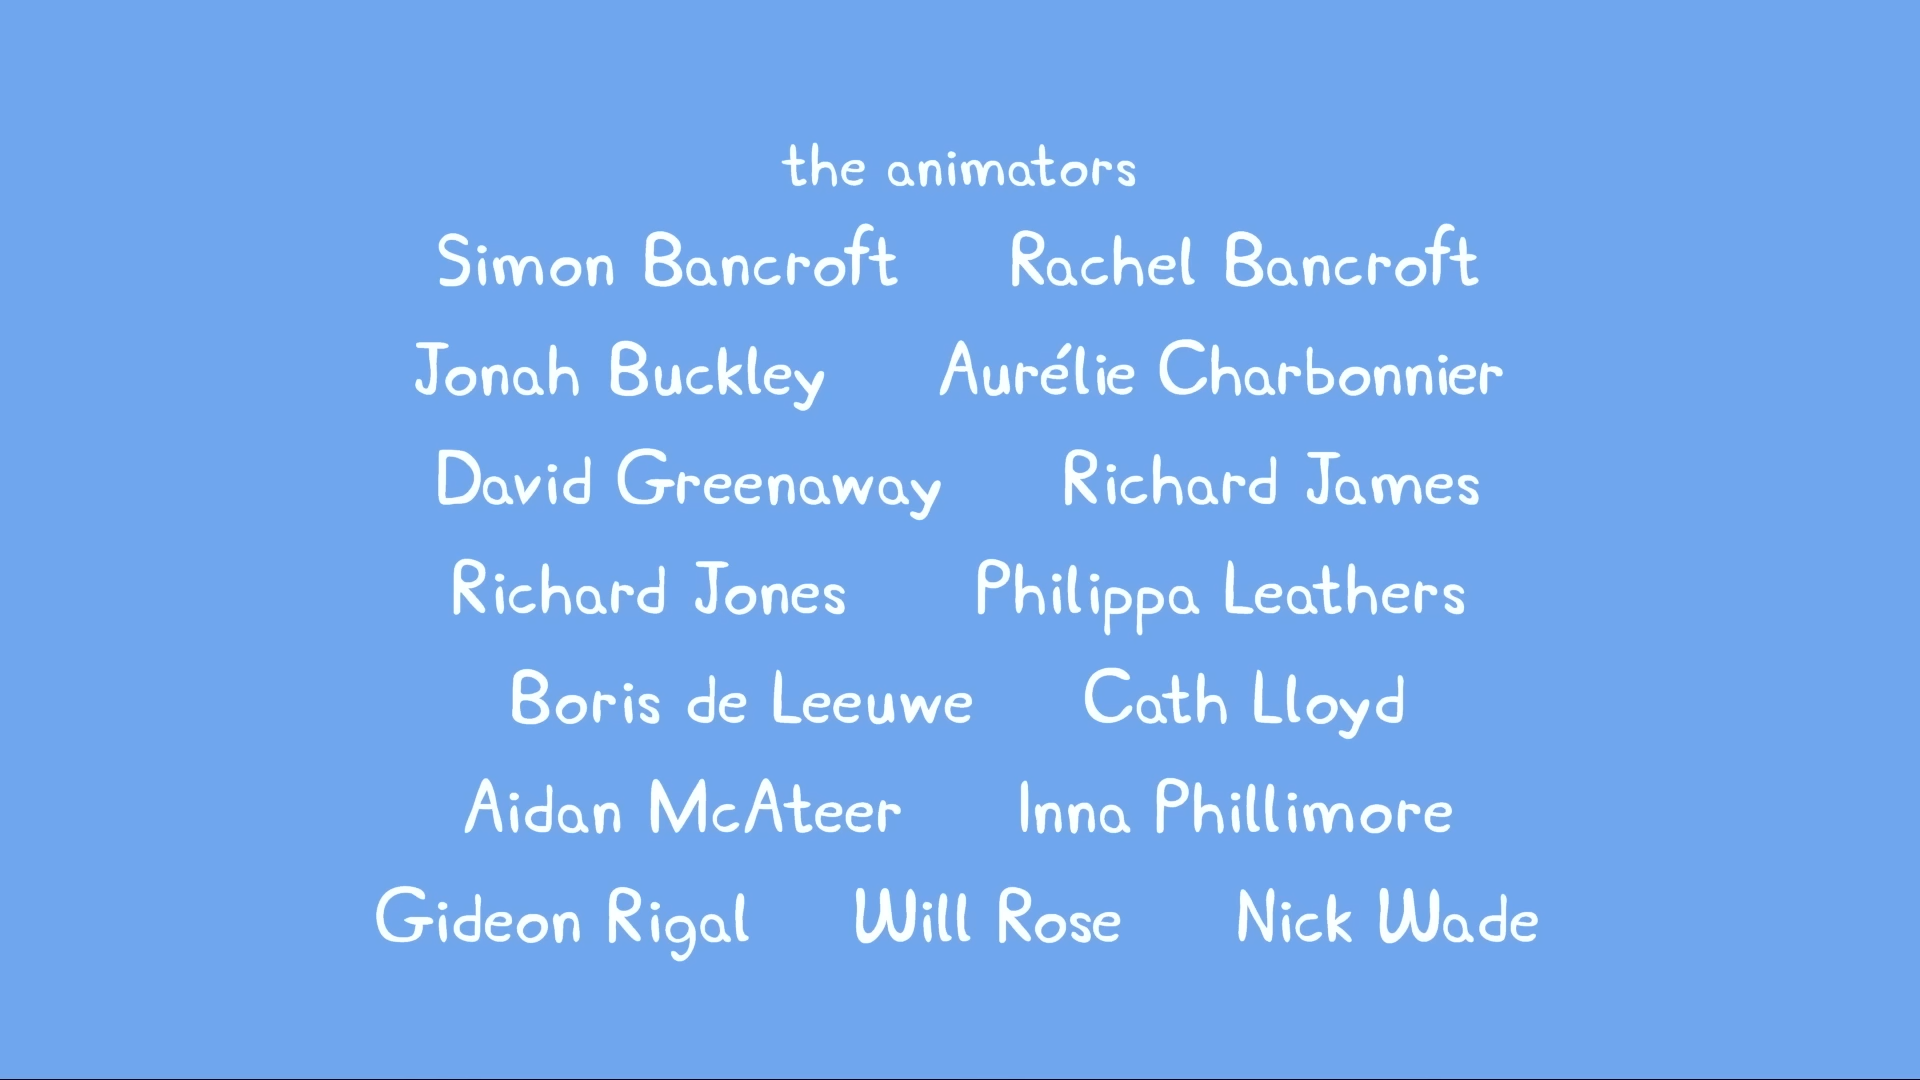 the animators
Simon Bancroft Rachel Bancroft
Jonah Buckley Aurélie Charbonnier
David Greenaway Richard James
Richard Jones Philippa Leathers
Boris de Leeuwe Cath Lloyd
Aidan McAteer Inna Phillimore
Gideon Rigal Will Rose Nick Wade